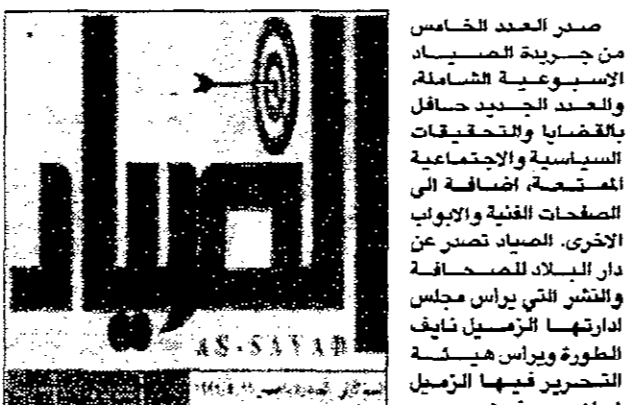 صدر العدد الخامس
من جريدة الصياد
الاسبوعية الشاملة،
والعدد الجديد حافل
بالقضايا والتحقيقات
السياسية والاجتماعية
الممتعة، اضافة الى
الصفحات الفنية والابواب
الاخرى. الصياد تصدر عن
دار البلاد للصحافة
والنشر التي يرأس مجلس
ادارتها الزميل نايف
الطورة ويرأس هيئة
التحرير فيها الزميل
الصياد
AS-SAYAD